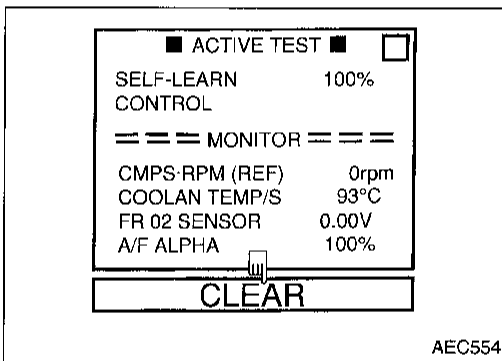 ■ ACTIVE TEST ■
SELF-LEARN 100%
CONTROL
=== MONITOR ===
CMPS·RPM (REF) 0rpm
COOLAN TEMP/S 93°C
FR 02 SENSOR 0.00V
A/F ALPHA 100%
CLEAR
AEC554